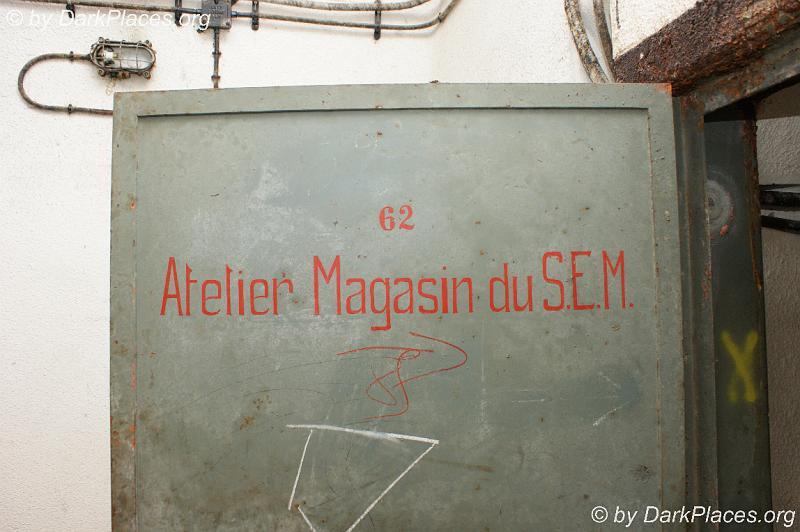 © by DarkPlaces.org
62
Atelier Magasin du S.E.M.
X
© by DarkPlaces.org